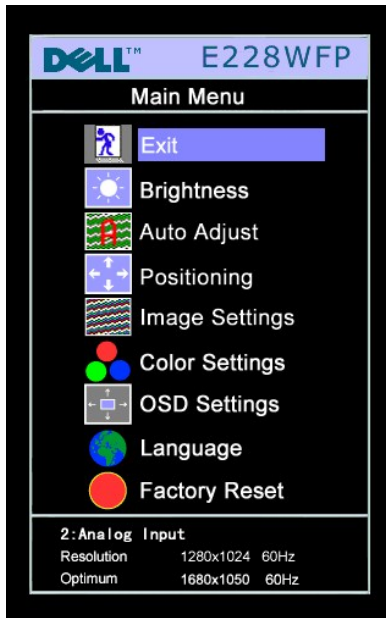 DELL™ E228WFP
Main Menu
Exit
Brightness
Auto Adjust
Positioning
Image Settings
Color Settings
OSD Settings
Language
Factory Reset
2:Analog Input
Resolution 1280x1024 60Hz
Optimum 1680x1050 60Hz